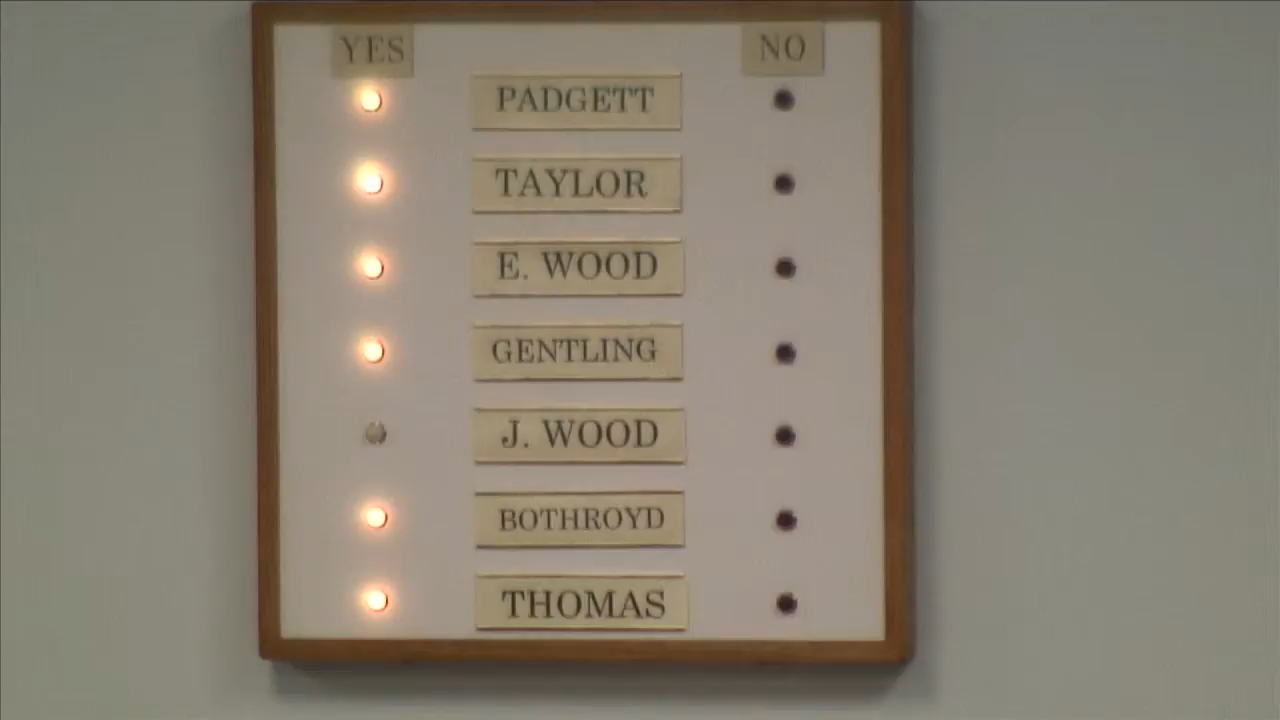 YES NO
PADGETT
TAYLOR
E. WOOD
GENTLING
J. WOOD
BOTHROYD
THOMAS